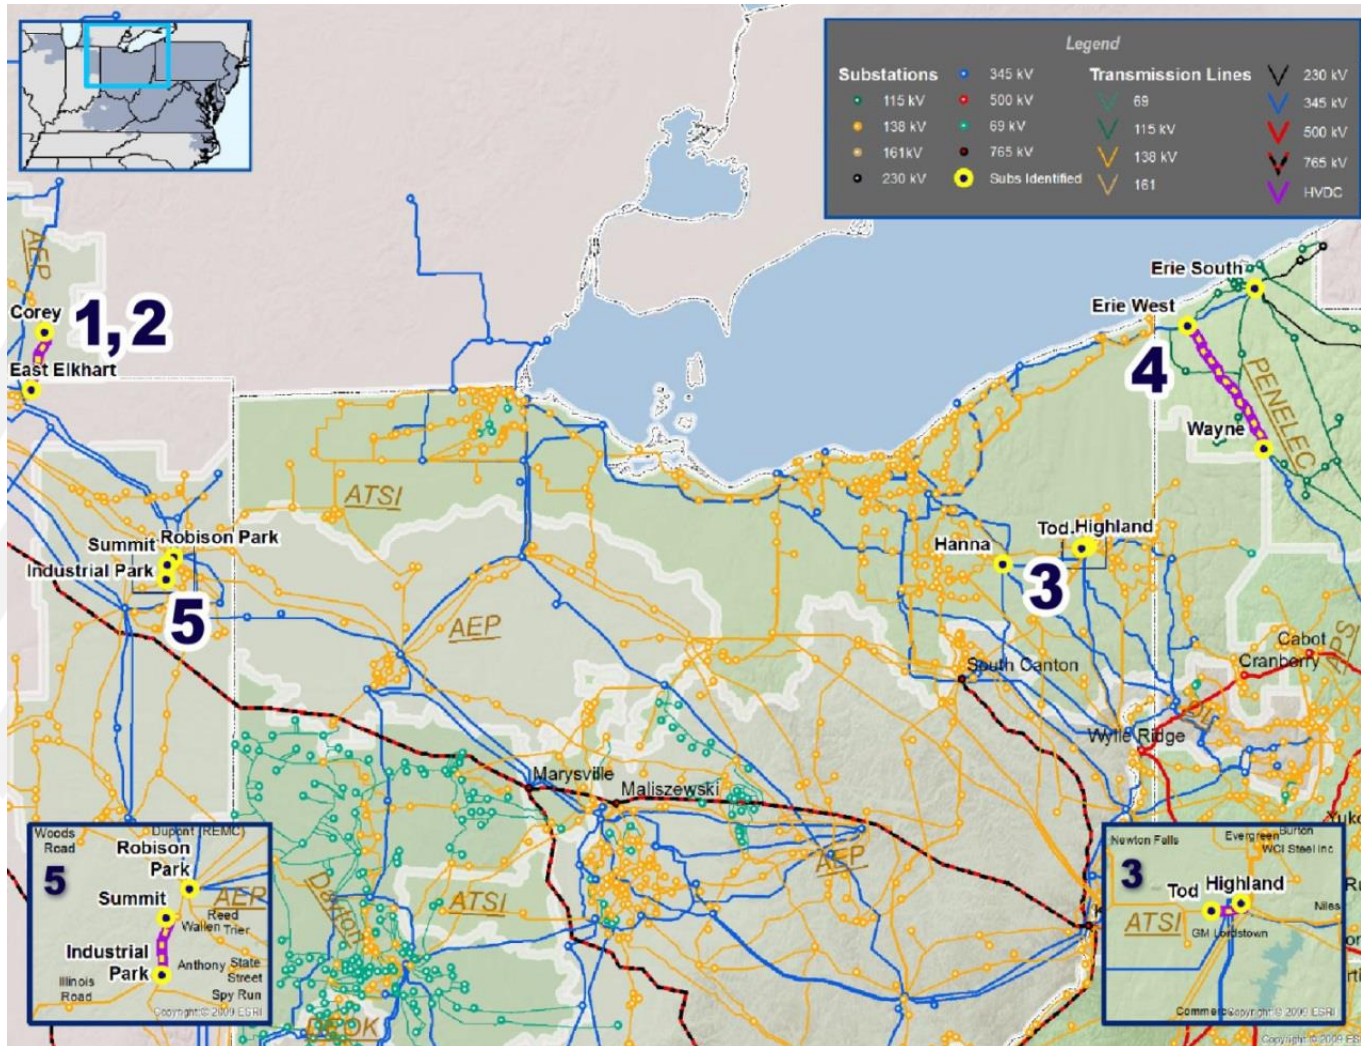 Legend
Substations
115 kV
138 kV
161kV
230 kV
345 kV
500 kV
69 kV
765 kV
Subs Identified
Transmission Lines
69
115 kV
138 kV
161
230 kV
345 kV
500 kV
765 kV
HVDC
AEP
Corey
1, 2
East Elkhart
Erie South
Erie West
4
PENELEC
Wayne
ATSI
Summit
Robison Park
Industrial Park
5
AEP
Hanna
Tod
Highland
3
South Canton
Cabot
Cranberry
APS
Wylie Ridge
Marysville
Maliszewski
AEP
ATSI
Dayton
DEOK
Woods
Road
Dupont (REMC)
Robison
Park
5
AEP
Summit
Reed
Wallen
Trier
Industrial
Park
Anthony
State
Street
Illinois
Road
Spy Run
Copyright:© 2009 ESRI
Newton Falls
Evergreen
Burton
WCI Steel Inc
3
Tod
Highland
ATSI
Niles
GM Lordstown
Copyright:© 2009 ESRI
Copyright:© 2009 ES